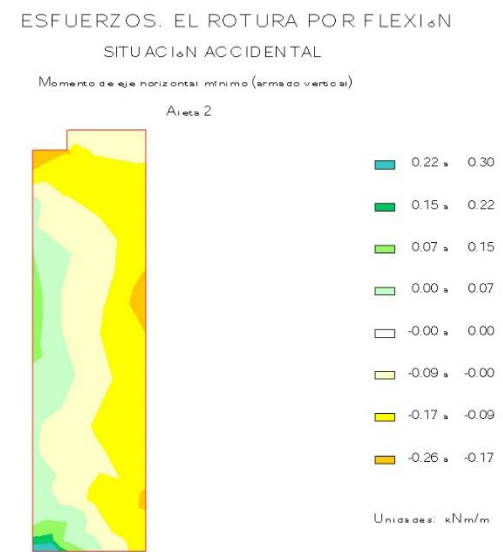 ESFUERZOS. EL ROTURA POR FLEXIóN
SITUACIóN ACCIDENTAL
Momento de eje horizontal mínimo (armado vertical)
Aleta 2
0.22 a 0.30
0.15 a 0.22
0.07 a 0.15
0.00 a 0.07
-0.00 a 0.00
-0.09 a -0.00
-0.17 a -0.09
-0.26 a -0.17
Unidades: kNm/m